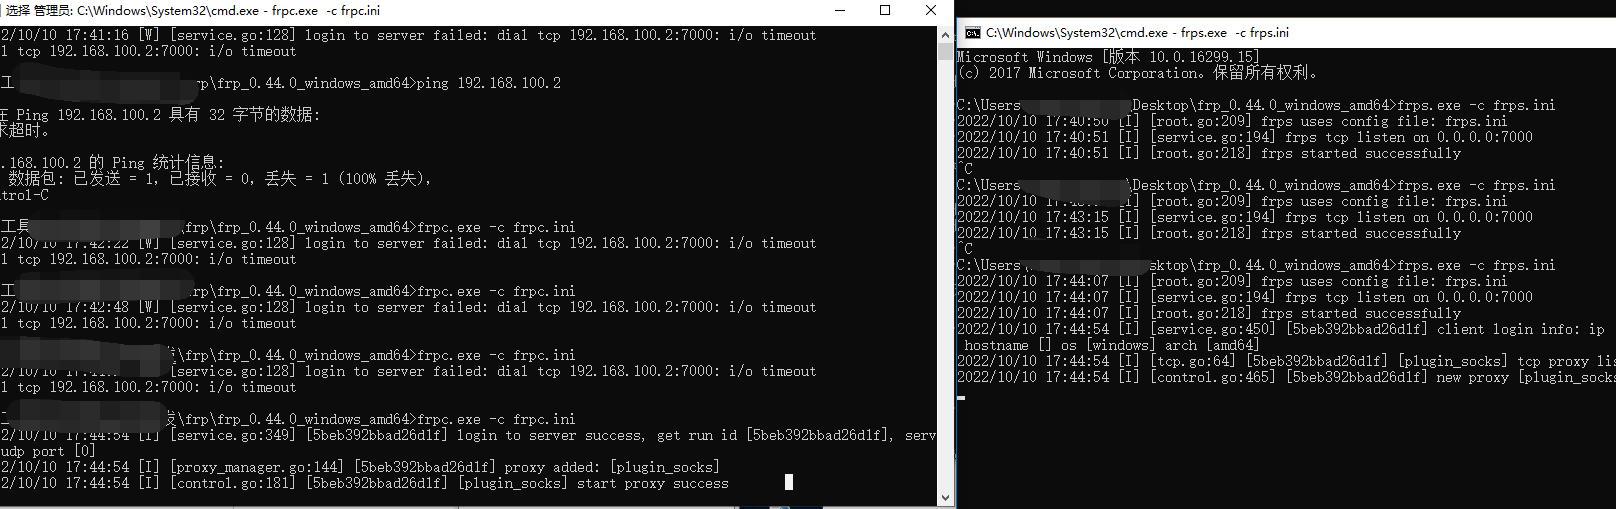 选择 管理员: C:\Windows\System32\cmd.exe - frpc.exe  -c frpc.ini
2/10/10 17:41:16 [W] [service.go:128] login to server failed: dial tcp 192.168.100.2:7000: i/o timeout
l tcp 192.168.100.2:7000: i/o timeout
工 rp\frp_0.44.0_windows_amd64>ping 192.168.100.2
在 Ping 192.168.100.2 具有 32 字节的数据:
求超时。
.168.100.2 的 Ping 统计信息:
数据包: 已发送 = 1，已接收 = 0，丢失 = 1 (100% 丢失)，
ntrol-C
工具 \frp\frp_0.44.0_windows_amd64>frpc.exe -c frpc.ini
2/10/10 17:42:22 [W] [service.go:128] login to server failed: dial tcp 192.168.100.2:7000: i/o timeout
l tcp 192.168.100.2:7000: i/o timeout
工 rp\frp_0.44.0_windows_amd64>frpc.exe -c frpc.ini
2/10/10 17:42:48 [W] [service.go:128] login to server failed: dial tcp 192.168.100.2:7000: i/o timeout
l tcp 192.168.100.2:7000: i/o timeout
\frp\frp_0.44.0_windows_amd64>frpc.exe -c frpc.ini
[W] [service.go:128] login to server failed: dial tcp 192.168.100.2:7000: i/o timeout
l tcp 192.168.100.2:7000: i/o timeout
发\frp\frp_0.44.0_windows_amd64>frpc.exe -c frpc.ini
2/10/10 17:44:54 [I] [service.go:349] [5beb392bbad26d1f] login to server success, get run id [5beb392bbad26d1f], serv
udp port [0]
2/10/10 17:44:54 [I] [proxy_manager.go:144] [5beb392bbad26d1f] proxy added: [plugin_socks]
2/10/10 17:44:54 [I] [control.go:181] [5beb392bbad26d1f] [plugin_socks] start proxy success
C:\Windows\System32\cmd.exe - frps.exe  -c frps.ini
Microsoft Windows [版本 10.0.16299.15]
(c) 2017 Microsoft Corporation。保留所有权利。
C:\Users Desktop\frp_0.44.0_windows_amd64>frps.exe -c frps.ini
2022/10/10 17:40:50 [I] [root.go:209] frps uses config file: frps.ini
2022/10/10 17:40:51 [I] [service.go:194] frps tcp listen on 0.0.0.0:7000
2022/10/10 17:40:51 [I] [root.go:218] frps started successfully
^C
C:\Users \Desktop\frp_0.44.0_windows_amd64>frps.exe -c frps.ini
2022/10/10 [I] [root.go:209] frps uses config file: frps.ini
2022/10/10 17:43:15 [I] [service.go:194] frps tcp listen on 0.0.0.0:7000
2022/10/10 17:43:15 [I] [root.go:218] frps started successfully
^C
C:\Users sktop\frp_0.44.0_windows_amd64>frps.exe -c frps.ini
2022/10/10 17:44:07 [I] [root.go:209] frps uses config file: frps.ini
2022/10/10 17:44:07 [I] [service.go:194] frps tcp listen on 0.0.0.0:7000
2022/10/10 17:44:07 [I] [root.go:218] frps started successfully
2022/10/10 17:44:54 [I] [service.go:450] [5beb392bbad26d1f] client login info: ip
hostname [] os [windows] arch [amd64]
2022/10/10 17:44:54 [I] [tcp.go:64] [5beb392bbad26d1f] [plugin_socks] tcp proxy lis
2022/10/10 17:44:54 [I] [control.go:465] [5beb392bbad26d1f] new proxy [plugin_socks